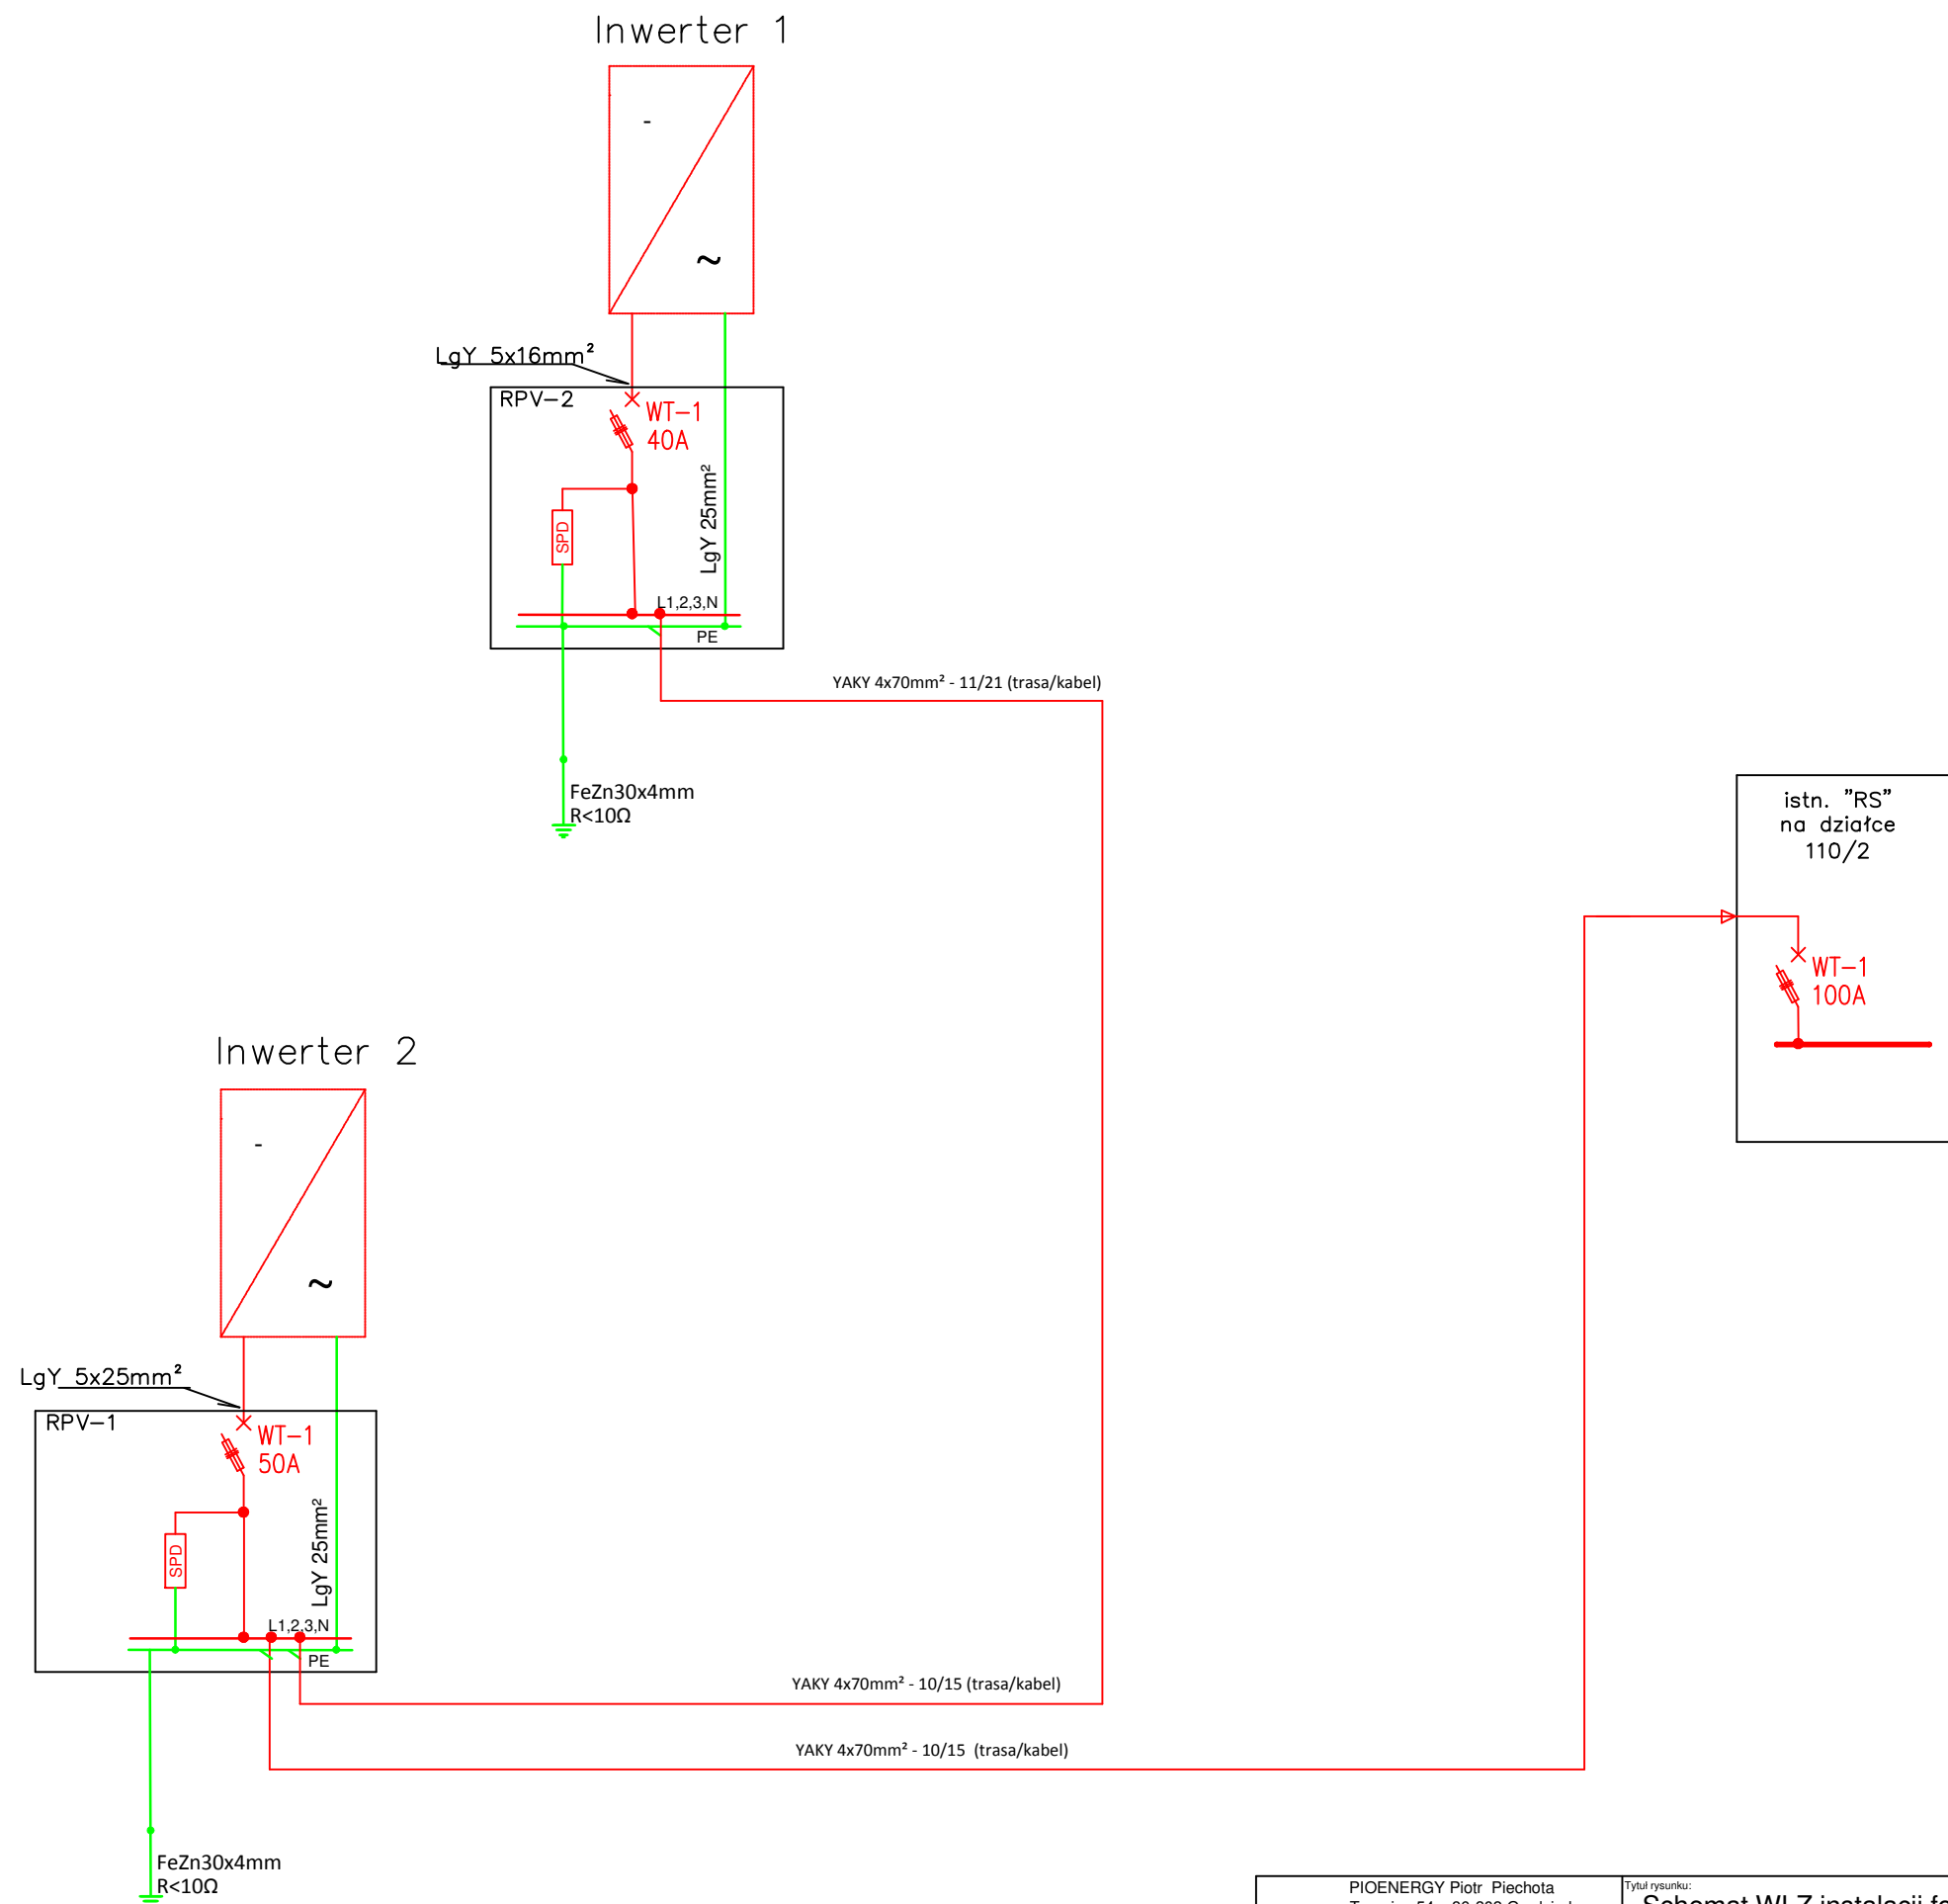 Inwerter 1
-
~
LgY 5x16mm²
RPV-2
WT-1
40A
SPD
LgY 25mm²
L1,2,3,N
PE
YAKY 4x70mm² - 11/21 (trasa/kabel)
FeZn30x4mm
R<10Ω
istn. "RS"
na działce
110/2
WT-1
100A
Inwerter 2
-
~
LgY 5x25mm²
RPV-1
WT-1
50A
SPD
LgY 25mm²
L1,2,3,N
PE
YAKY 4x70mm² - 10/15 (trasa/kabel)
YAKY 4x70mm² - 10/15 (trasa/kabel)
FeZn30x4mm
R<10Ω
PIOENERGY Piotr Piechota
Tytuł rysunku:
Schemat WLZ instalacji